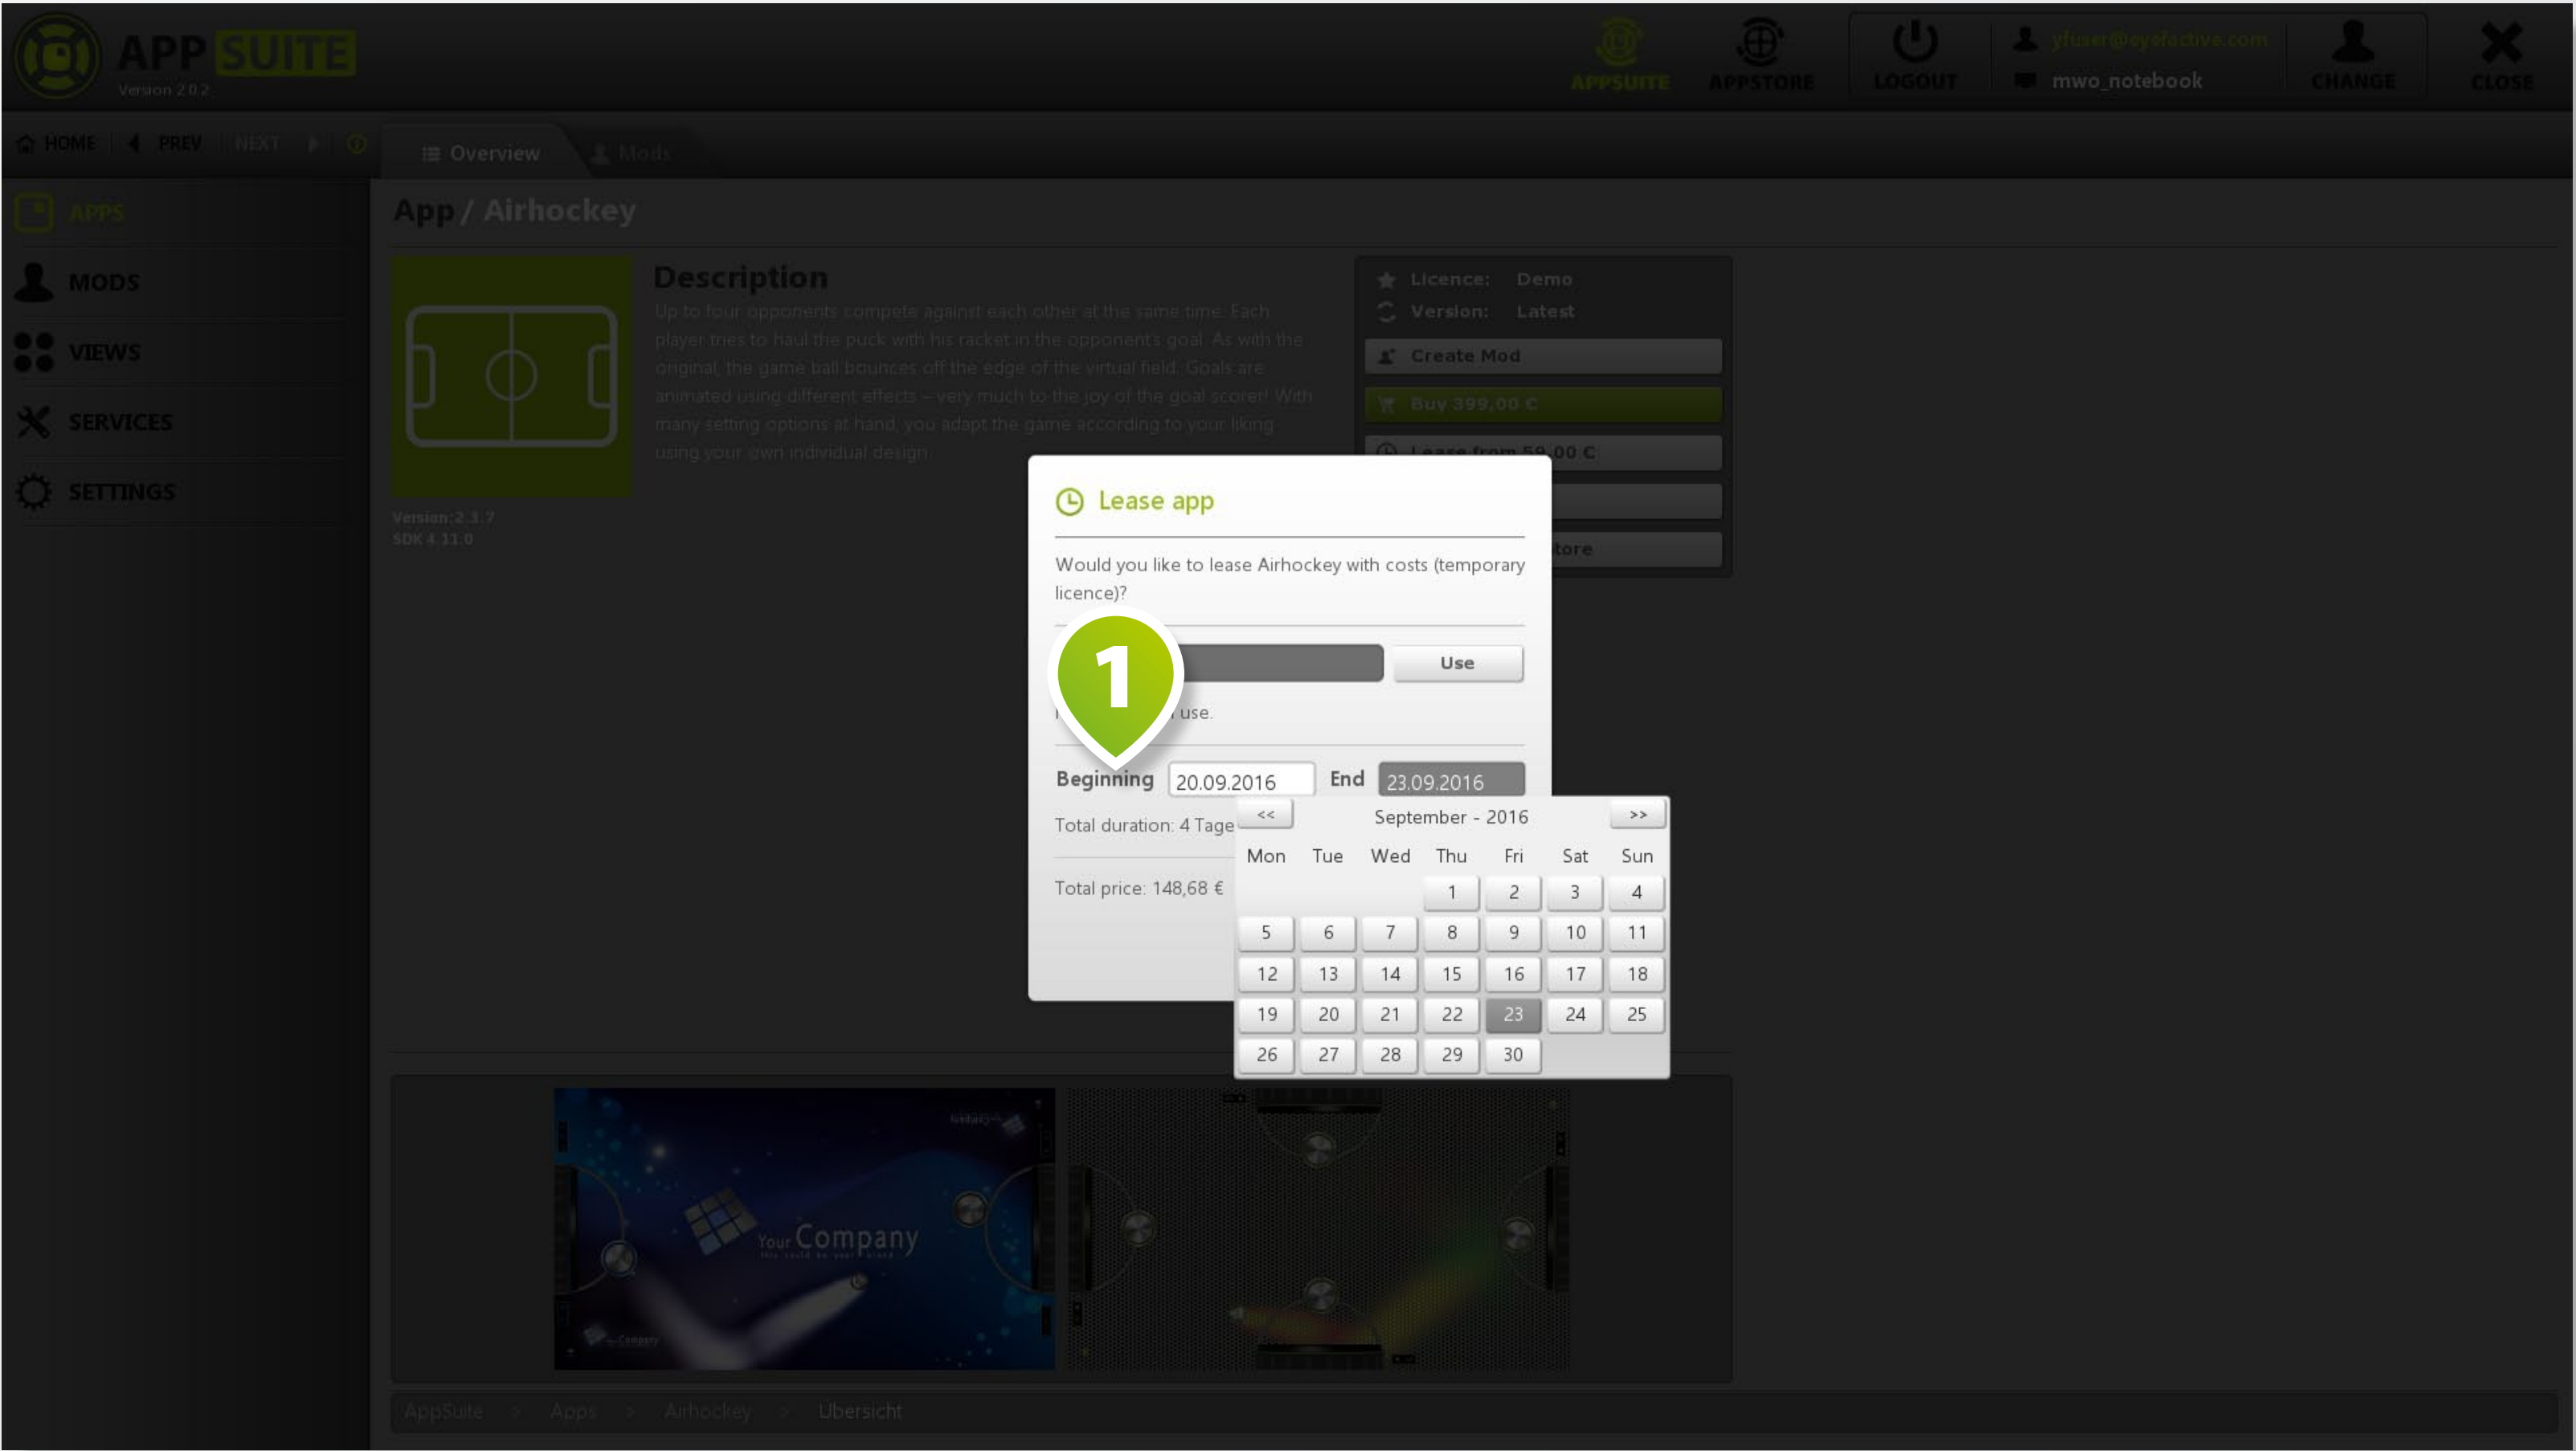 APP SUITE
Version 2.0.2
APPSUITE
APPSTORE
LOGOUT
yfuser@eyefactive.com
mwo_notebook
CHANGE
CLOSE
HOME
PREV
NEXT
Overview
Mods
APPS
MODS
VIEWS
SERVICES
SETTINGS
App / Airhockey
Version:2.1.7
SDK 4.11.0
Description
Up to four opponents compete against each other at the same time. Each
player tries to haul the puck with his racket in the opponent's goal. As with the
original, the game ball bounces off the edge of the virtual field. Goals are
animated using different effects – very much to the joy of the goal scorer! With
many setting options at hand, you adapt the game according to your liking
using your own individual design.
Licence: Demo
Version: Latest
Create Mod
Buy 399,00 €
Lease from 59,00 €
tore
Lease app
Would you like to lease Airhockey with costs (temporary
licence)?
1
Use
use.
Beginning 20.09.2016 End 23.09.2016
Total duration: 4 Tage
Total price: 148,68 €
<< September - 2016 >>
Mon Tue Wed Thu Fri Sat Sun
1 2 3 4
5 6 7 8 9 10 11
12 13 14 15 16 17 18
19 20 21 22 23 24 25
26 27 28 29 30
Your Company
Company
AppSuite > Apps > Airhockey > Übersicht